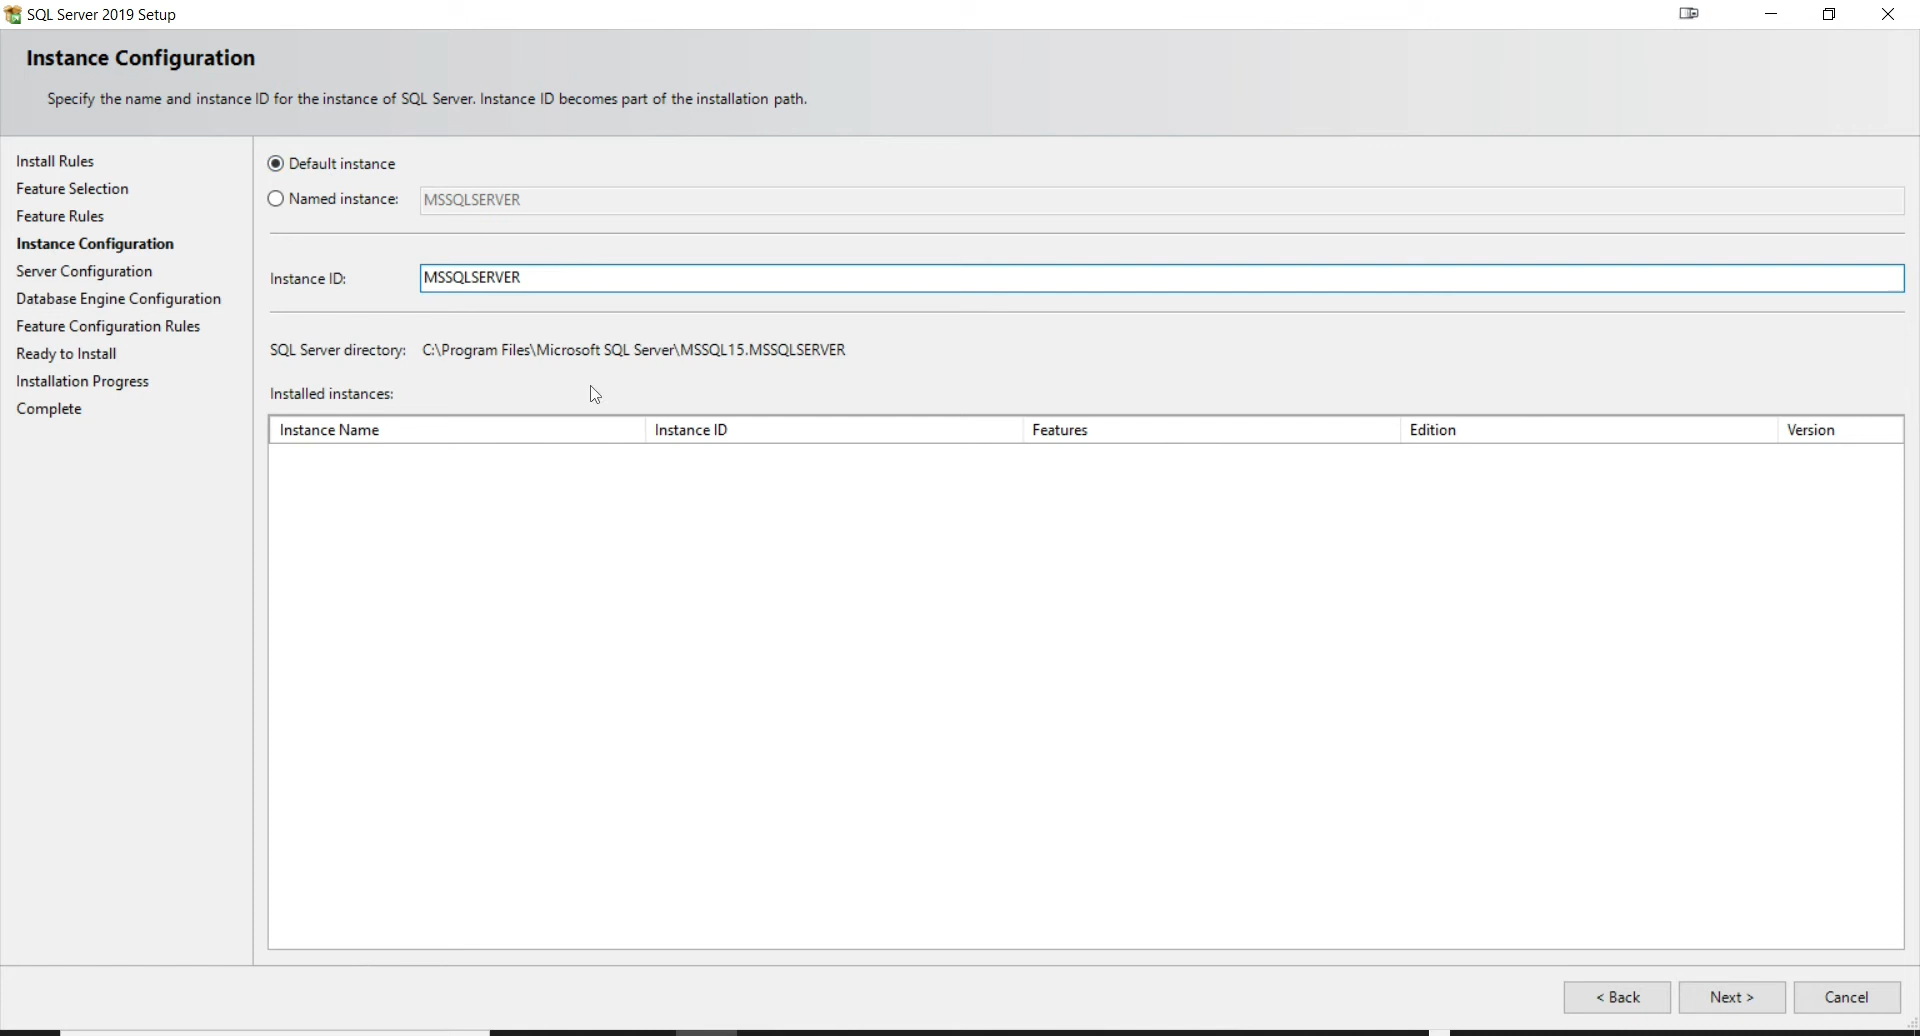 SQL Server 2019 Setup
Instance Configuration
Specify the name and instance ID for the instance of SQL Server. Instance ID becomes part of the installation path.
Install Rules
Feature Selection
Feature Rules
Instance Configuration
Server Configuration
Database Engine Configuration
Feature Configuration Rules
Ready to Install
Installation Progress
Complete
Default instance
Named instance: MSSQLSERVER
Instance ID: MSSQLSERVER
SQL Server directory: C:\Program Files\Microsoft SQL Server\MSSQL15.MSSQLSERVER
Installed instances:
Instance Name Instance ID Features Edition Version
< Back Next > Cancel